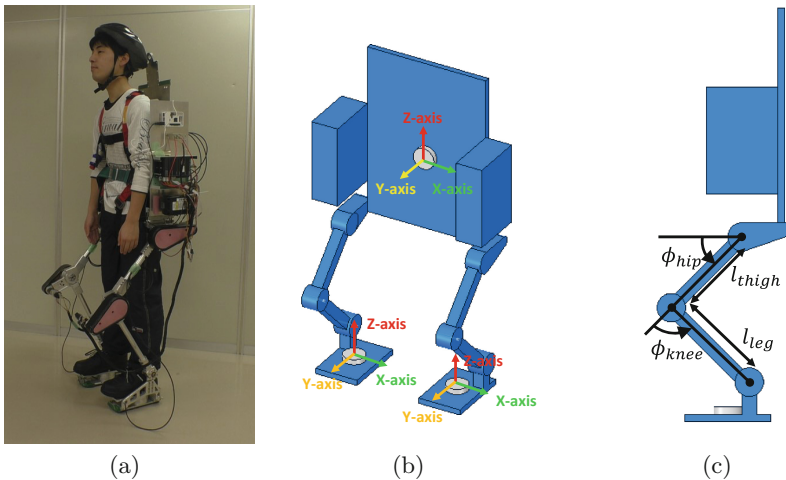 Z-axis
Y-axis
X-axis
Z-axis
Z-axis
Y-axis
X-axis
Y-axis
X-axis
ϕhip
lthigh
ϕknee
lleg
(a)
(b)
(c)